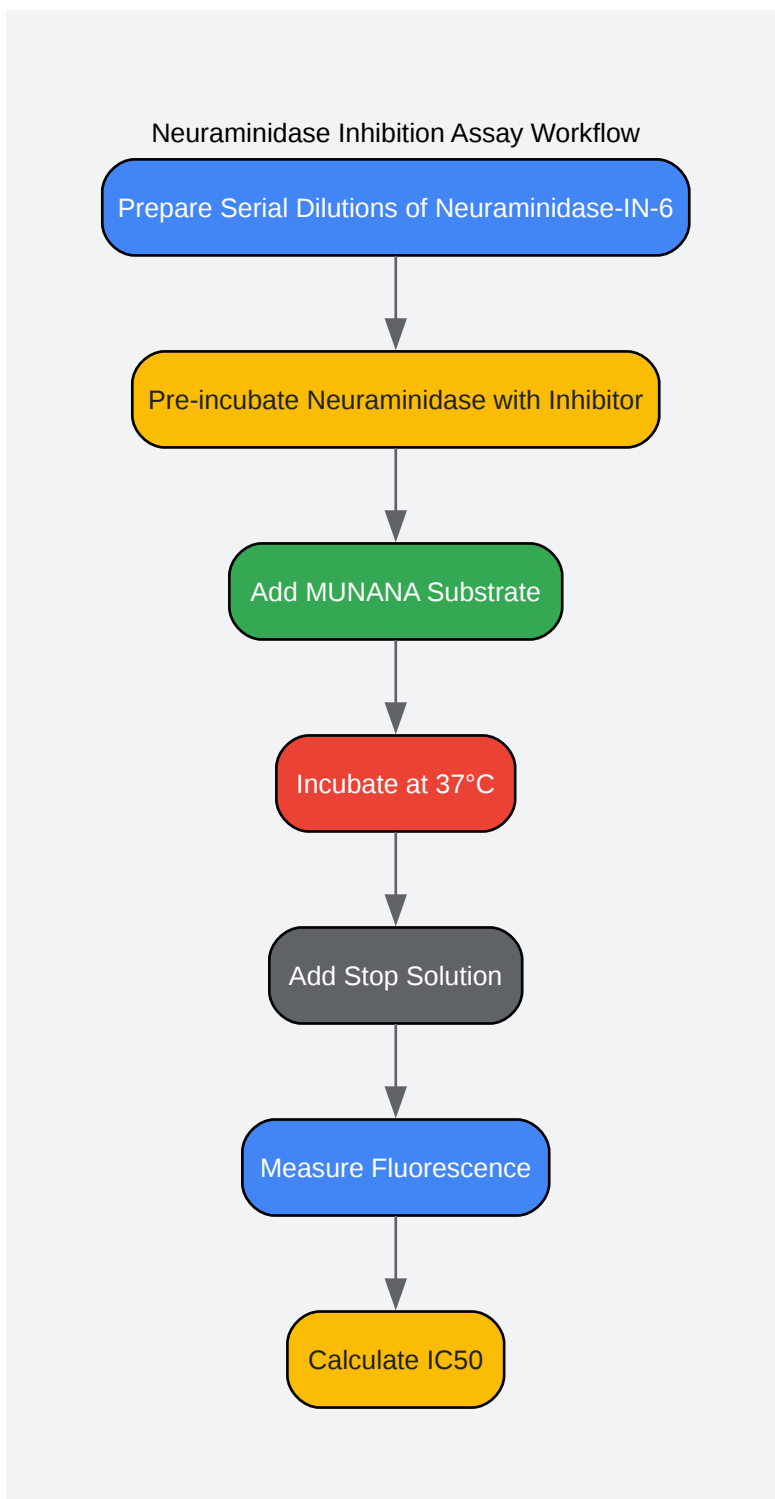 Neuraminidase Inhibition Assay Workflow
Prepare Serial Dilutions of Neuraminidase-IN-6
Pre-incubate Neuraminidase with Inhibitor
Add MUNANA Substrate
Incubate at 37°C
Add Stop Solution
Measure Fluorescence
Calculate IC50